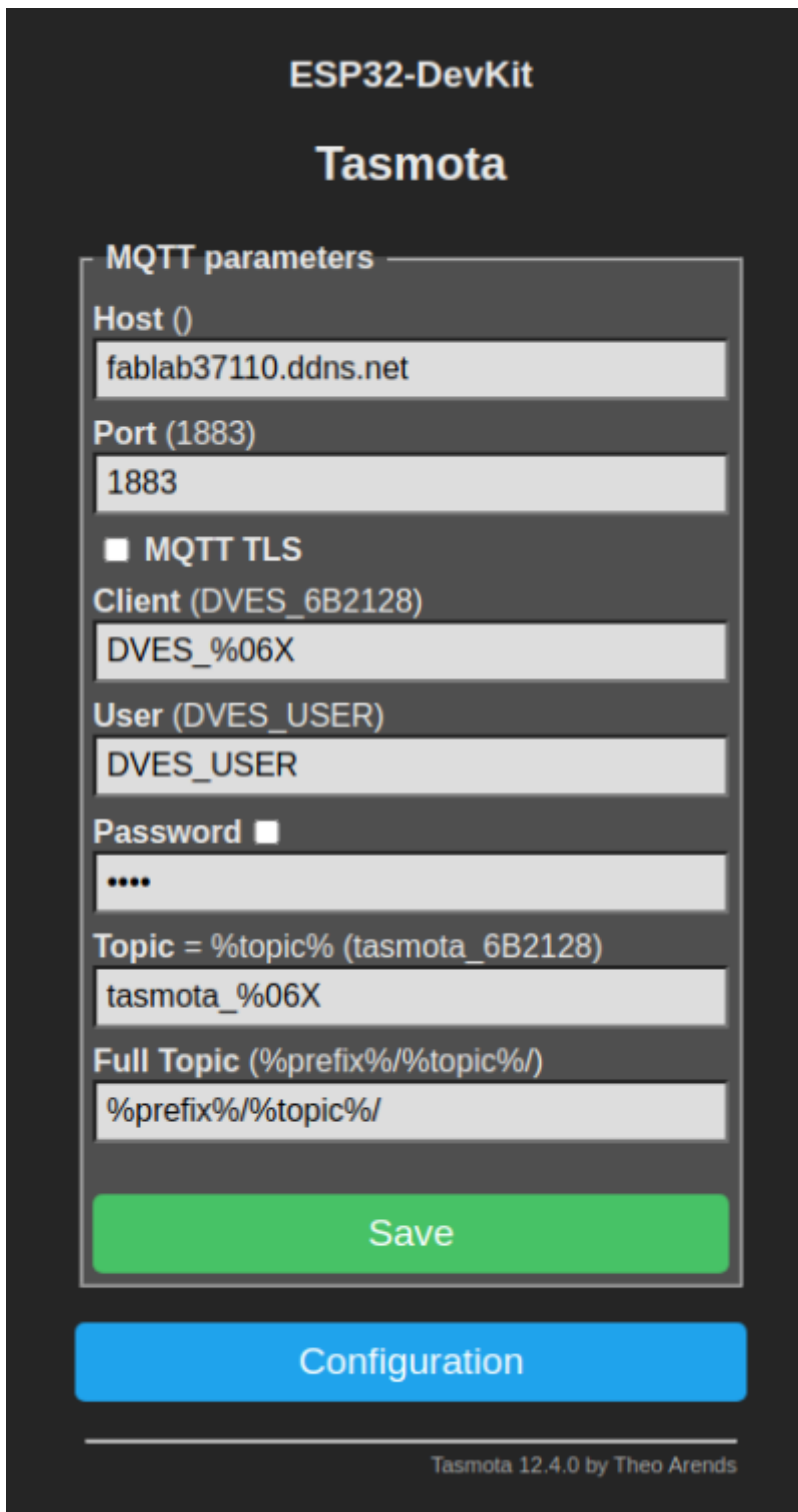 ESP32-DevKit
Tasmota
MQTT parameters
Host ()
fablab37110.ddns.net
Port (1883)
1883
MQTT TLS
Client (DVES_6B2128)
DVES_%06X
User (DVES_USER)
DVES_USER
Password
••••
Topic = %topic% (tasmota_6B2128)
tasmota_%06X
Full Topic (%prefix%/%topic%/)
%prefix%/%topic%/
Save
Configuration
Tasmota 12.4.0 by Theo Arends